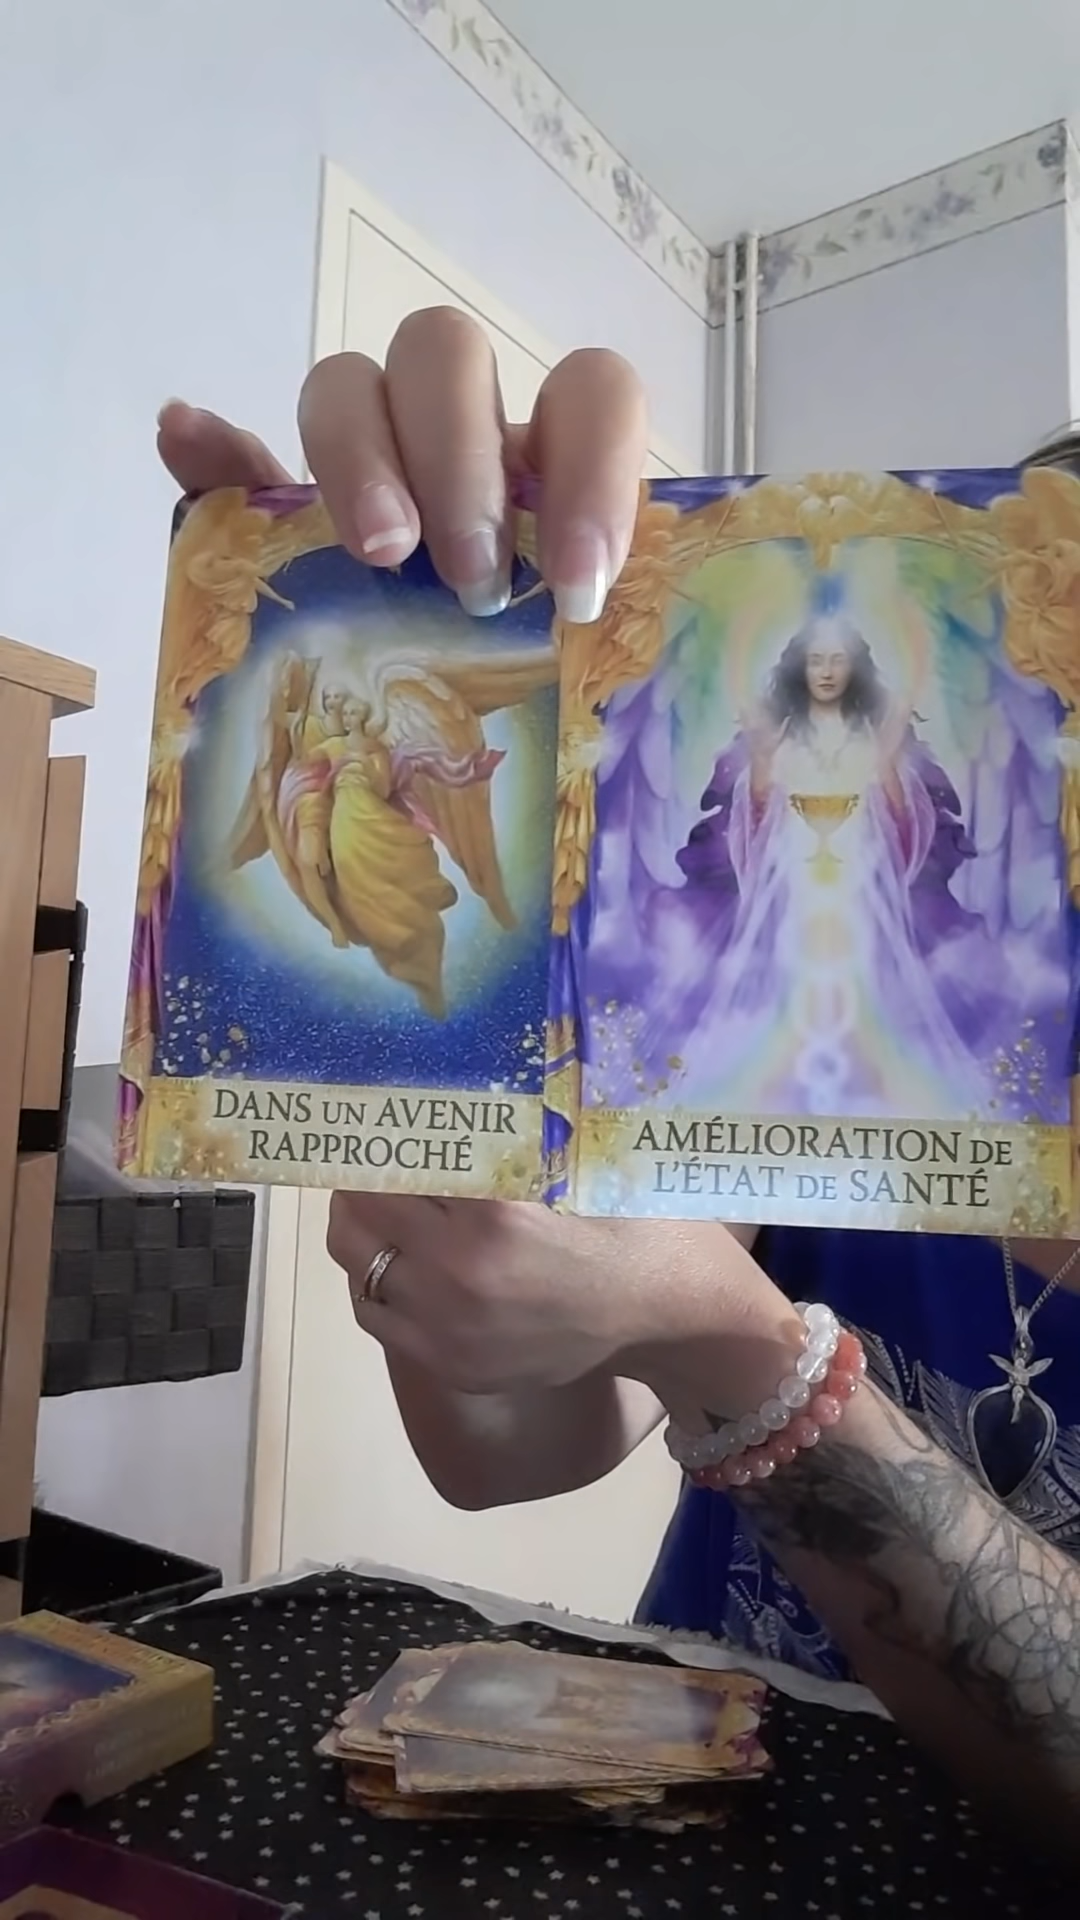 DANS UN AVENIR
RAPPROCHÉ
AMÉLIORATION DE
L'ÉTAT DE SANTÉ